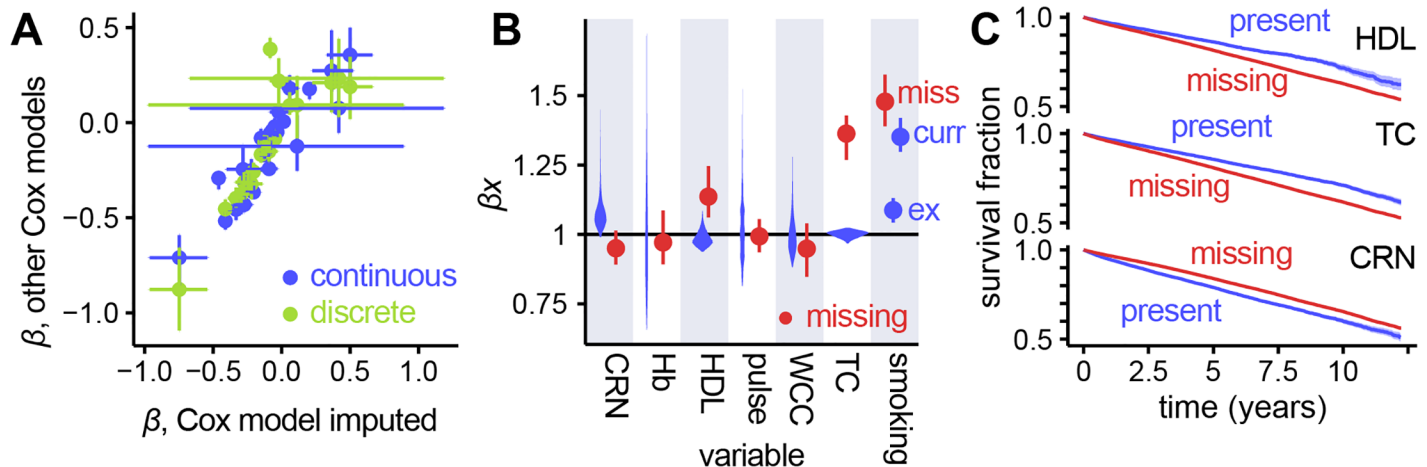 A
0.5
0.0
−0.5
−1.0
β, other Cox models
continuous
discrete
−1.0
−0.5
0.0
0.5
1.0
β, Cox model imputed
B
1.5
1.25
1
0.75
βx
miss
curr
ex
missing
CRN
Hb
HDL
pulse
WCC
TC
smoking
variable
C
survival fraction
1.0
0.5
present
HDL
missing
1.0
0.5
present
TC
missing
1.0
0.5
missing
CRN
present
0
2.5
5
7.5
10
time (years)